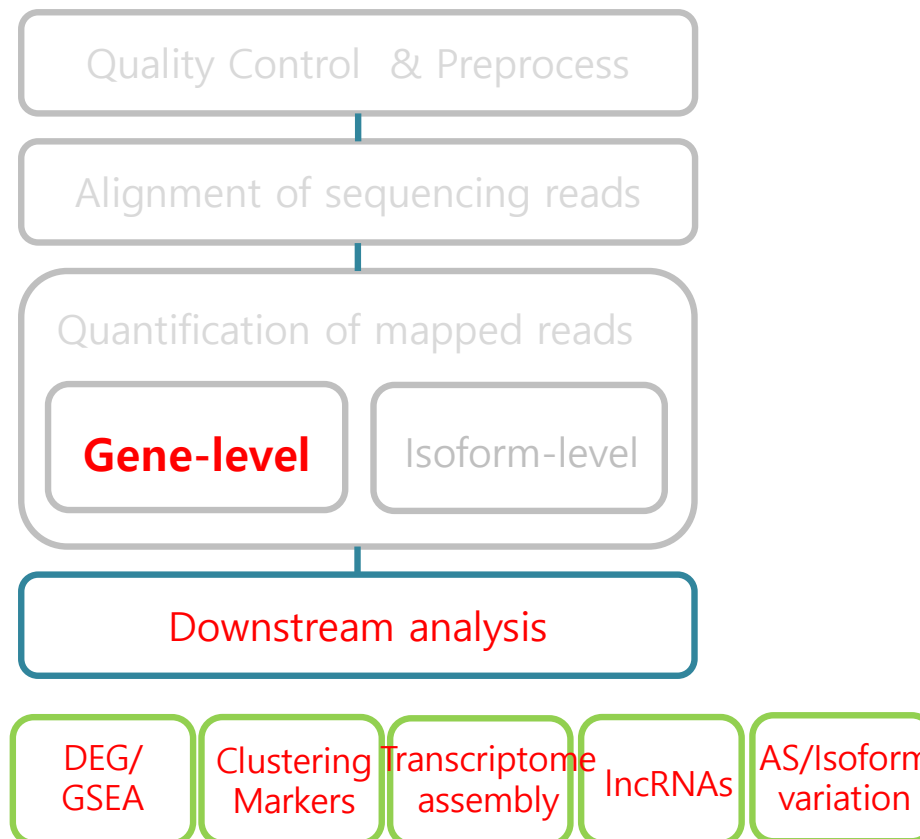 Quality Control & Preprocess
Alignment of sequencing reads
Quantification of mapped reads
Gene-level
Isoform-level
Downstream analysis
DEG/
GSEA
Clustering
Markers
Transcriptome
assembly
lncRNAs
AS/Isoform
variation